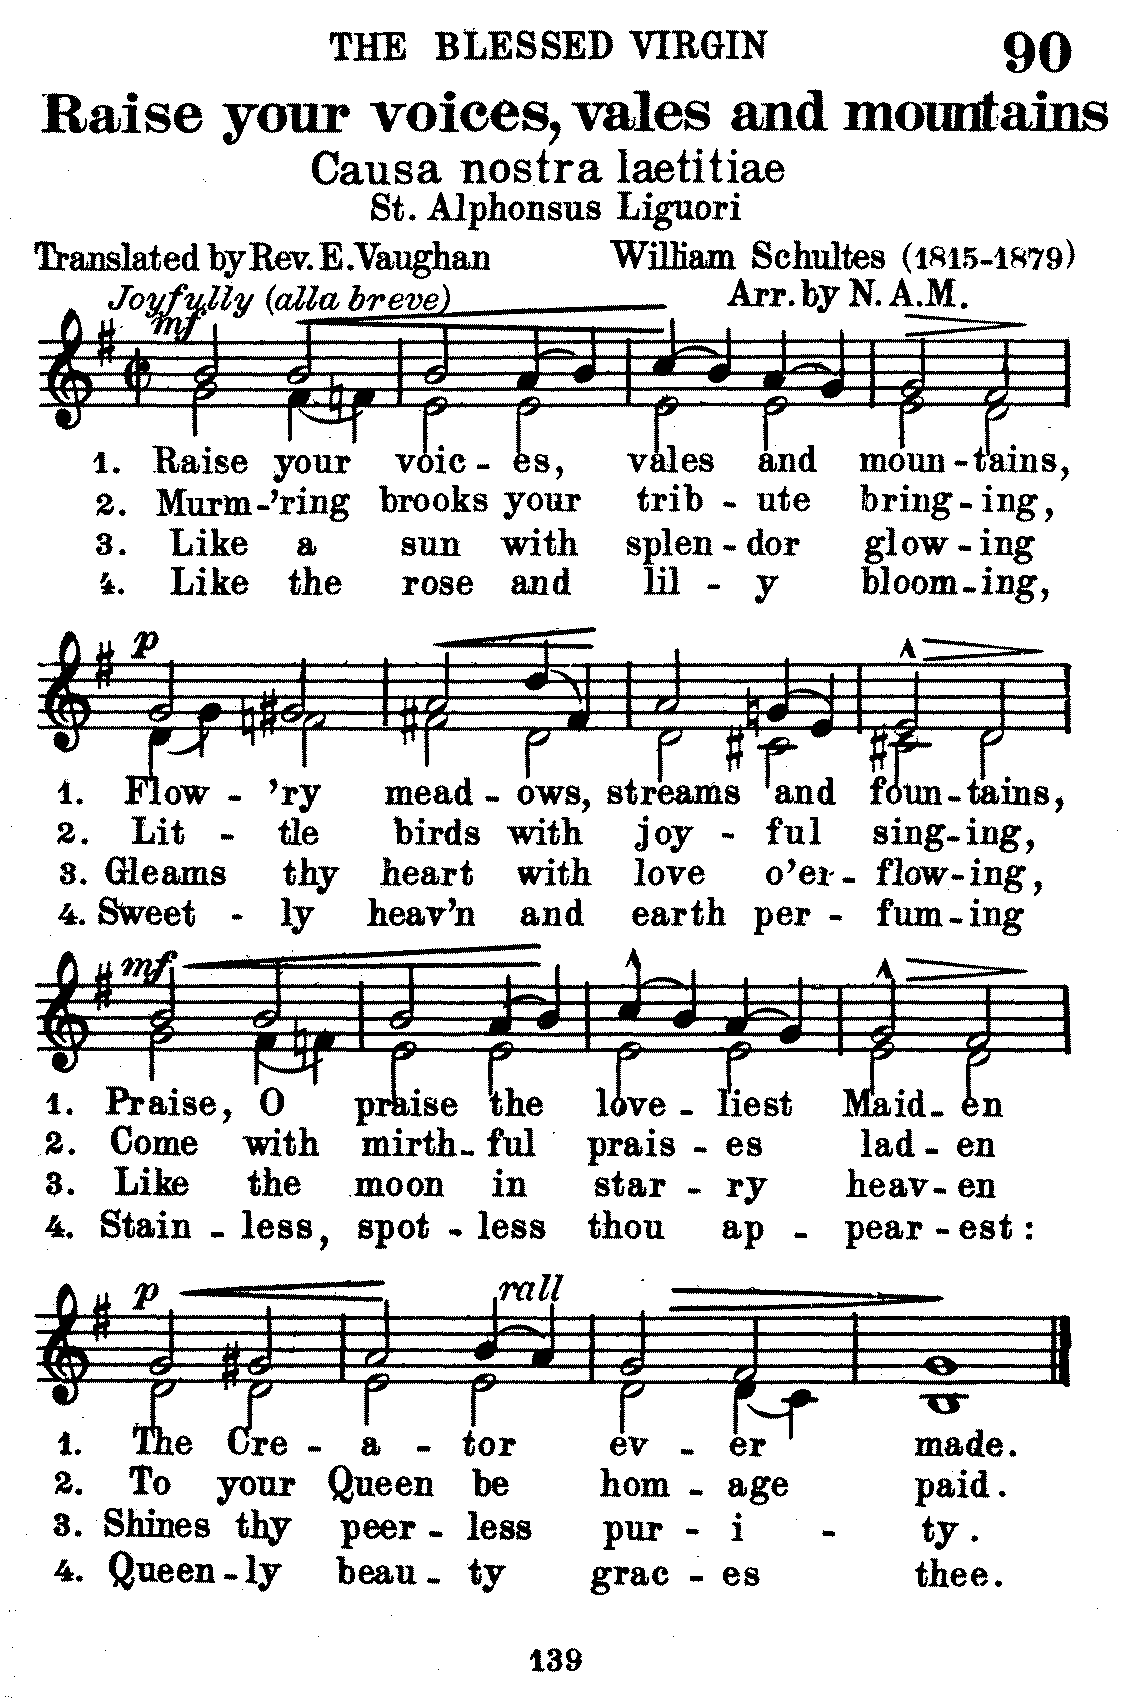 THE BLESSED VIRGIN 90
Raise your voices, vales and mountains
Causa nostra laetitiae
St. Alphonsus Liguori
Translated by Rev. E. Vaughan William Schultes (1815-1879)
Joyfully (alla breve) Arr. by N. A. M.
mf
1. Raise your voic - es, vales and moun - tains,
2. Murm-'ring brooks your trib - ute bring - ing,
3. Like a sun with splen - dor glow - ing
4. Like the rose and lil - y bloom - ing,
p
1. Flow - 'ry mead - ows, streams and foun - tains,
2. Lit - tle birds with joy - ful sing - ing,
3. Gleams thy heart with love o'er - flow - ing,
4. Sweet - ly heav'n and earth per - fum - ing
mf
1. Praise, O praise the love - liest Maid - en
2. Come with mirth - ful prais - es lad - en
3. Like the moon in star - ry heav - en
4. Stain - less, spot - less thou ap - pear - est:
p rall
1. The Cre - a - tor ev - er made.
2. To your Queen be hom - age paid.
3. Shines thy peer - less pur - i - ty.
4. Queen - ly beau - ty grac - es thee.
139